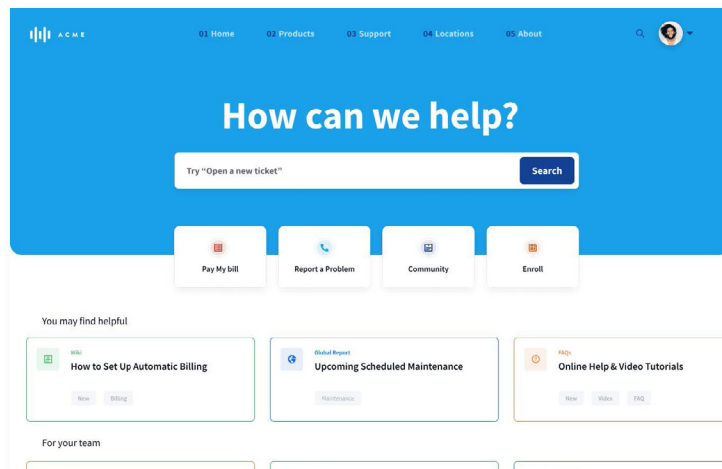 ACME
01 Home
02 Products
03 Support
04 Locations
05 About
How can we help?
Try “Open a new ticket”
Search
Pay My bill
Report a Problem
Community
Enroll
You may find helpful
Wiki
How to Set Up Automatic Billing
New
Billing
Global Report
Upcoming Scheduled Maintenance
Maintenance
FAQs
Online Help & Video Tutorials
New
Video
FAQ
For your team